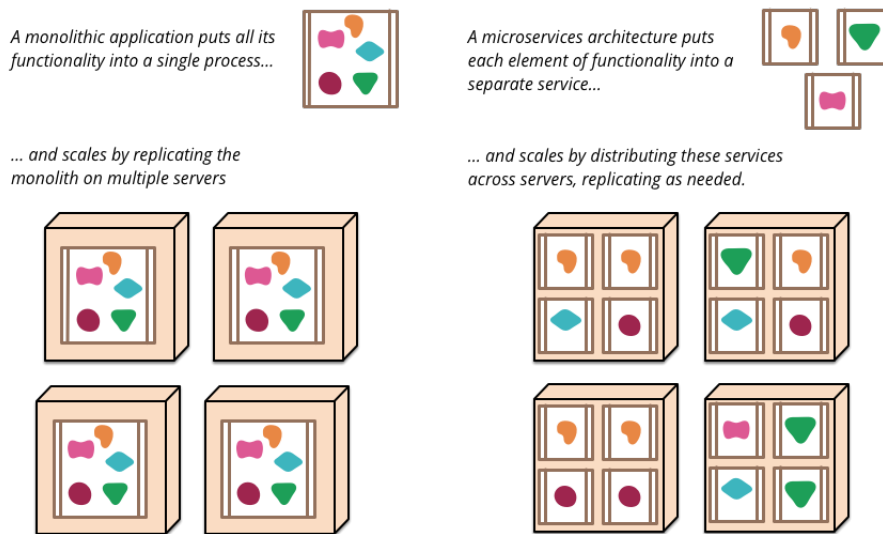 A monolithic application puts all its
functionality into a single process...
... and scales by replicating the
monolith on multiple servers
A microservices architecture puts
each element of functionality into a
separate service...
... and scales by distributing these services
across servers, replicating as needed.